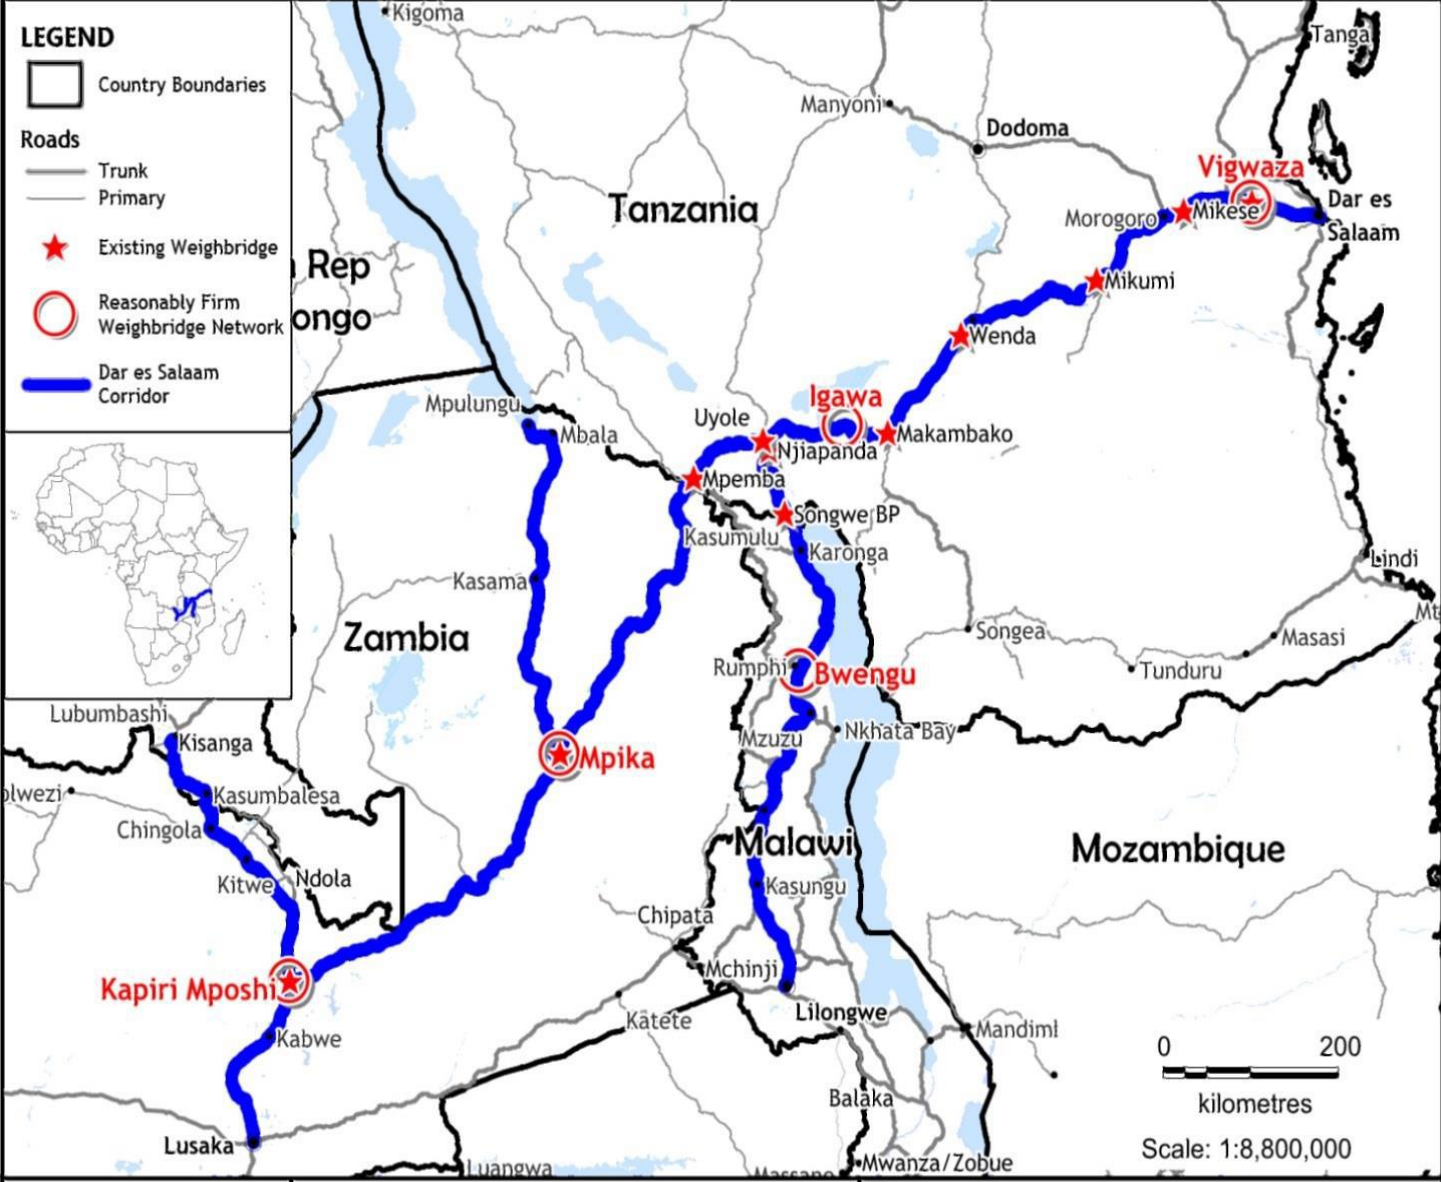 LEGEND
Country Boundaries
Roads
Trunk
Primary
Existing Weighbridge
Reasonably Firm
Weighbridge Network
Dar es Salaam
Corridor
Kigoma
Tanga
Manyoni
Dodoma
Vigwaza
Tanzania
Dar es
Salaam
Morogoro
Mikese
Rep
ongo
Mikumi
Wenda
Igawa
Mpulungu
Uyole
Mbala
Makambako
Njiapanda
Mpemba
Songwe BP
Kasumulu
Karonga
Lindi
Kasama
Mt
Songea
Masasi
Zambia
Rumphi
Bwengu
Tunduru
Lubumbashi
Kisanga
Mzuzu
Nkhata Bay
Mpika
olwezi
Kasumbalesa
Chingola
Malawi
Mozambique
Kitwe
Ndola
Kasungu
Chipata
Mchinji
Kapiri Mposhi
Lilongwe
Katete
Mandimi
Kabwe
0 200
kilometres
Balaka
Lusaka
Scale: 1:8,800,000
Luangwa
Massano
Mwanza/Zobue